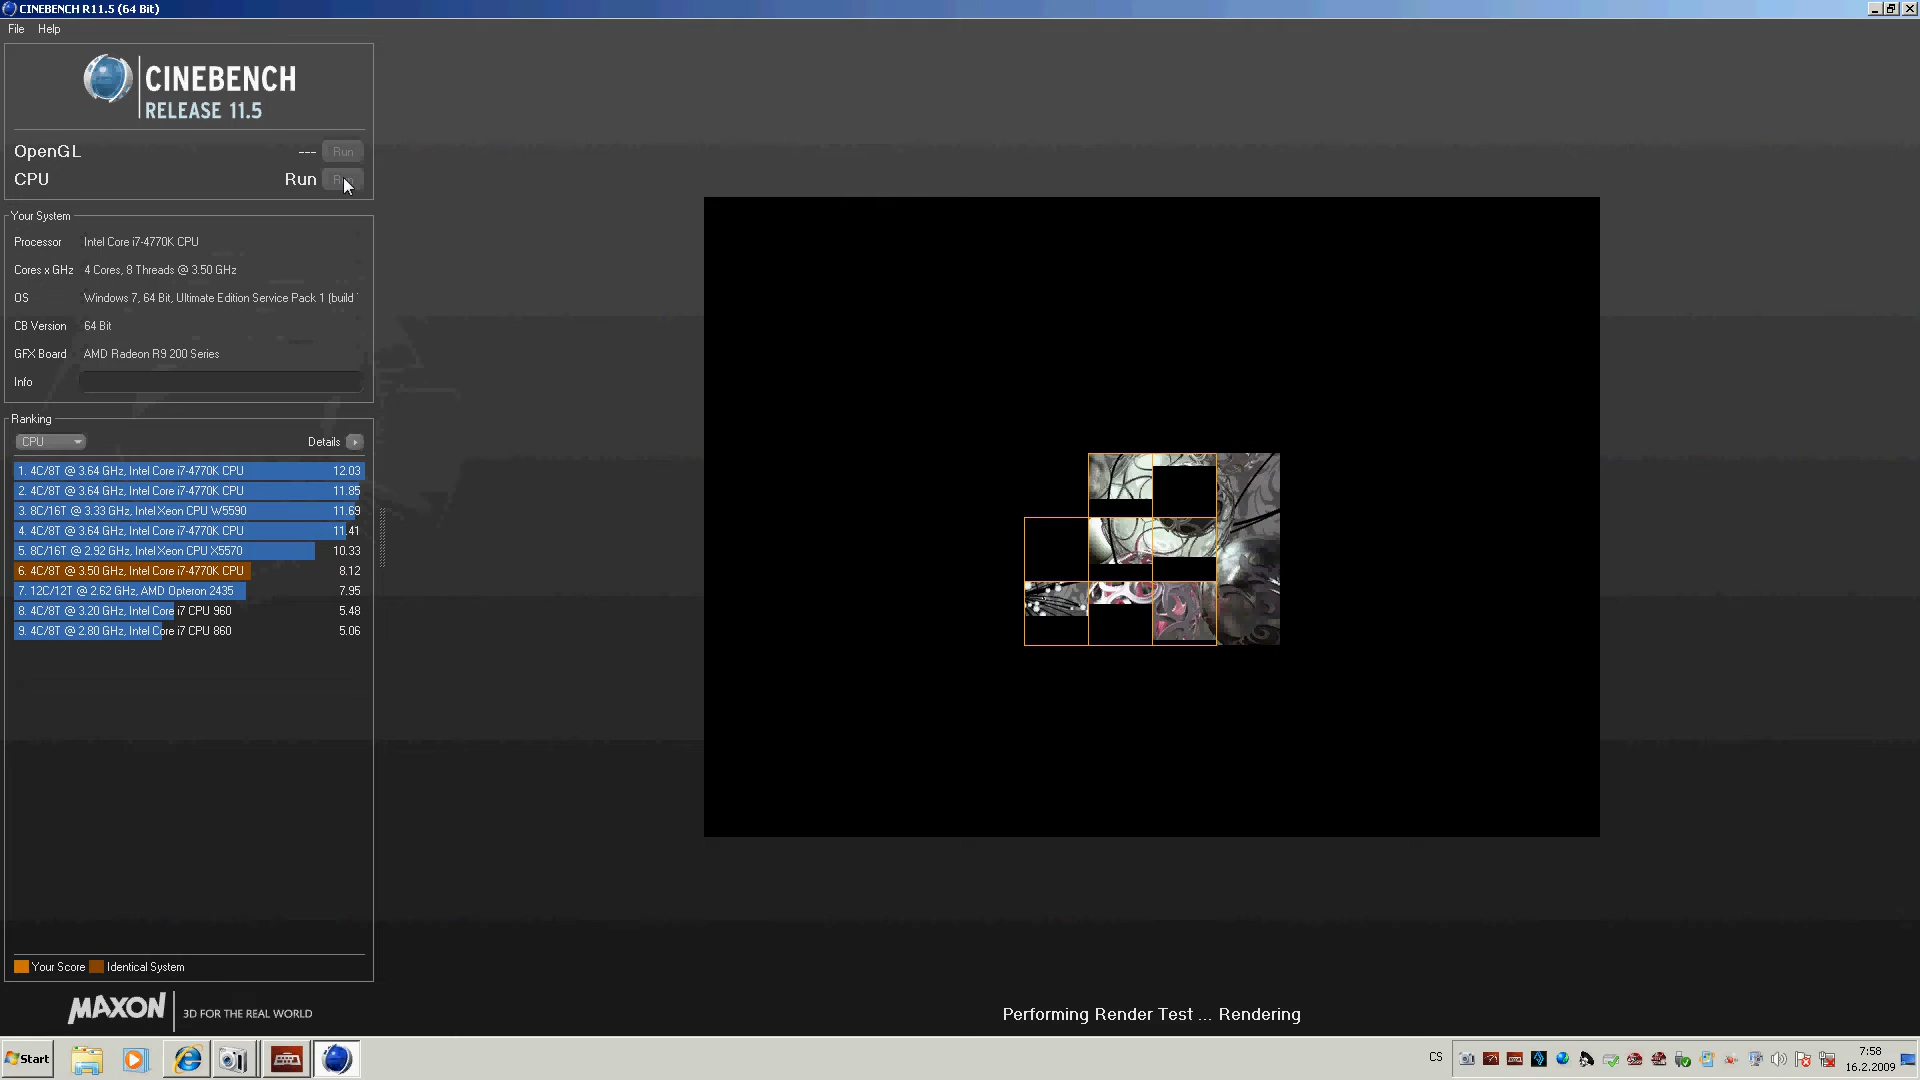 CINEBENCH R11.5 (64 Bit)
File Help
CINEBENCH
RELEASE 11.5
OpenGL --- Run
CPU Run
Your System
Processor Intel Core i7-4770K CPU
Cores x GHz 4 Cores, 8 Threads @ 3.50 GHz
OS Windows 7, 64 Bit, Ultimate Edition Service Pack 1 (build
CB Version 64 Bit
GFX Board AMD Radeon R9 200 Series
Info
Ranking
CPU Details
1. 4C/8T @ 3.64 GHz, Intel Core i7-4770K CPU 12.03
2. 4C/8T @ 3.64 GHz, Intel Core i7-4770K CPU 11.85
3. 8C/16T @ 3.33 GHz, Intel Xeon CPU W5590 11.69
4. 4C/8T @ 3.64 GHz, Intel Core i7-4770K CPU 11.41
5. 8C/16T @ 2.92 GHz, Intel Xeon CPU X5570 10.33
6. 4C/8T @ 3.50 GHz, Intel Core i7-4770K CPU 8.12
7. 12C/12T @ 2.62 GHz, AMD Opteron 2435 7.95
8. 4C/8T @ 3.20 GHz, Intel Core i7 CPU 960 5.48
9. 4C/8T @ 2.80 GHz, Intel Core i7 CPU 860 5.06
Your Score Identical System
MAXON 3D FOR THE REAL WORLD
Performing Render Test ... Rendering
Start
CS
7:58
16.2.2009